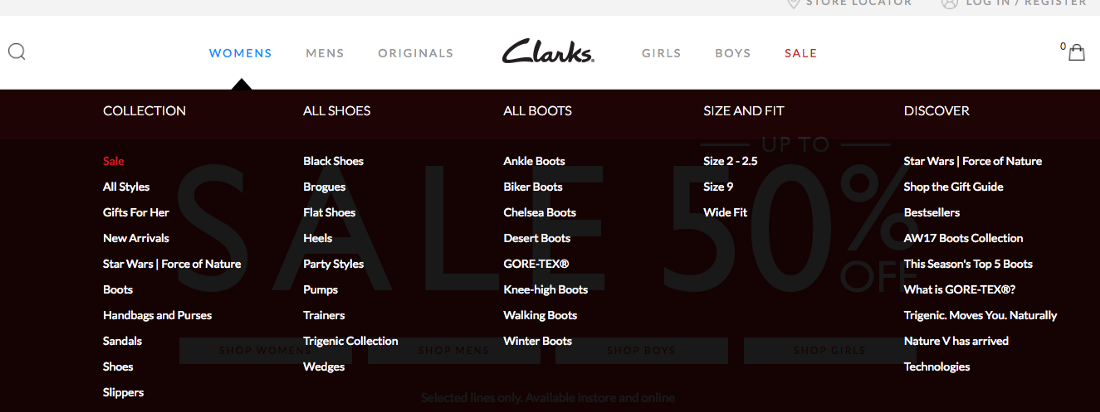 STORE LOCATOR LOG IN / REGISTER
WOMENS MENS ORIGINALS Clarks. GIRLS BOYS SALE 0
COLLECTION
Sale
All Styles
Gifts For Her
New Arrivals
Star Wars | Force of Nature
Boots
Handbags and Purses
Sandals
Shoes
Slippers
ALL SHOES
Black Shoes
Brogues
Flat Shoes
Heels
Party Styles
Pumps
Trainers
Trigenic Collection
Wedges
ALL BOOTS
Ankle Boots
Biker Boots
Chelsea Boots
Desert Boots
GORE-TEX®
Knee-high Boots
Walking Boots
Winter Boots
SIZE AND FIT
Size 2 - 2.5
Size 9
Wide Fit
DISCOVER
Star Wars | Force of Nature
Shop the Gift Guide
Bestsellers
AW17 Boots Collection
This Season's Top 5 Boots
What is GORE-TEX®?
Trigenic. Moves You. Naturally
Nature V has arrived
Technologies
UP TO
SALE 50%
OFF
SHOP WOMENS SHOP MENS SHOP BOYS SHOP GIRLS
Selected lines only. Available instore and online